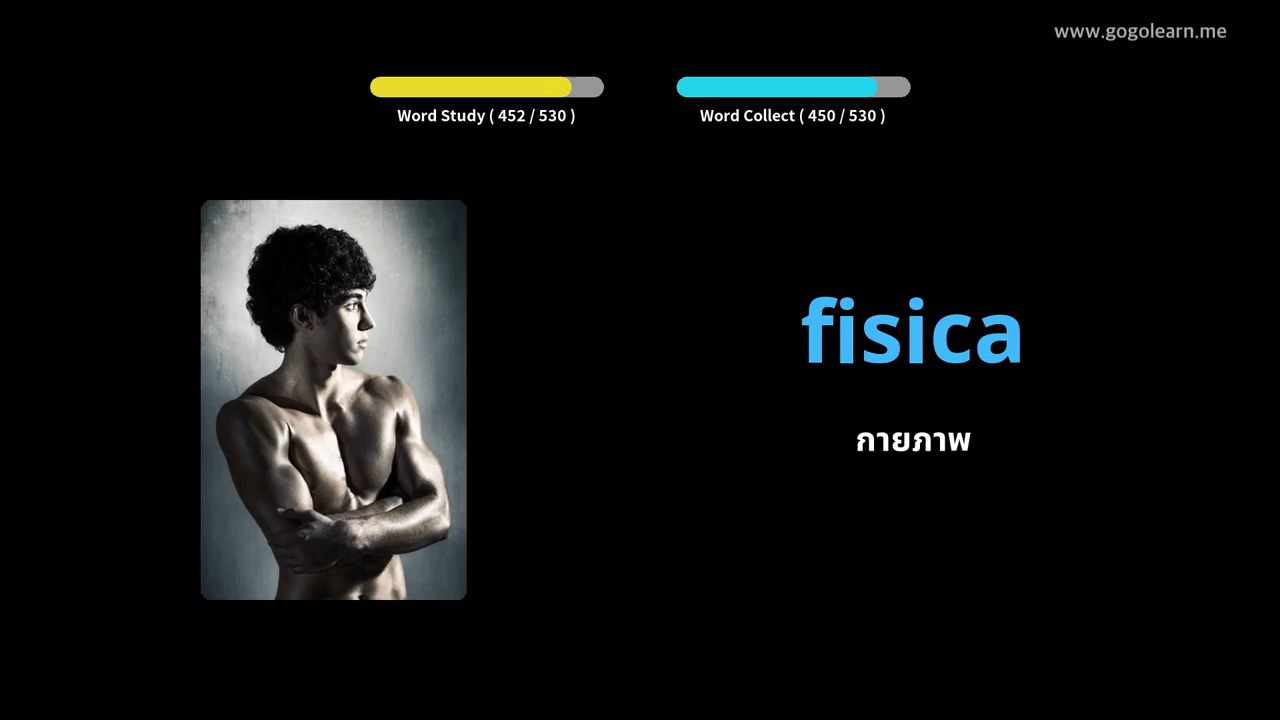 www.gogolearn.me
Word Study ( 452 / 530 )
Word Collect ( 450 / 530 )
fisica
กายภาพ